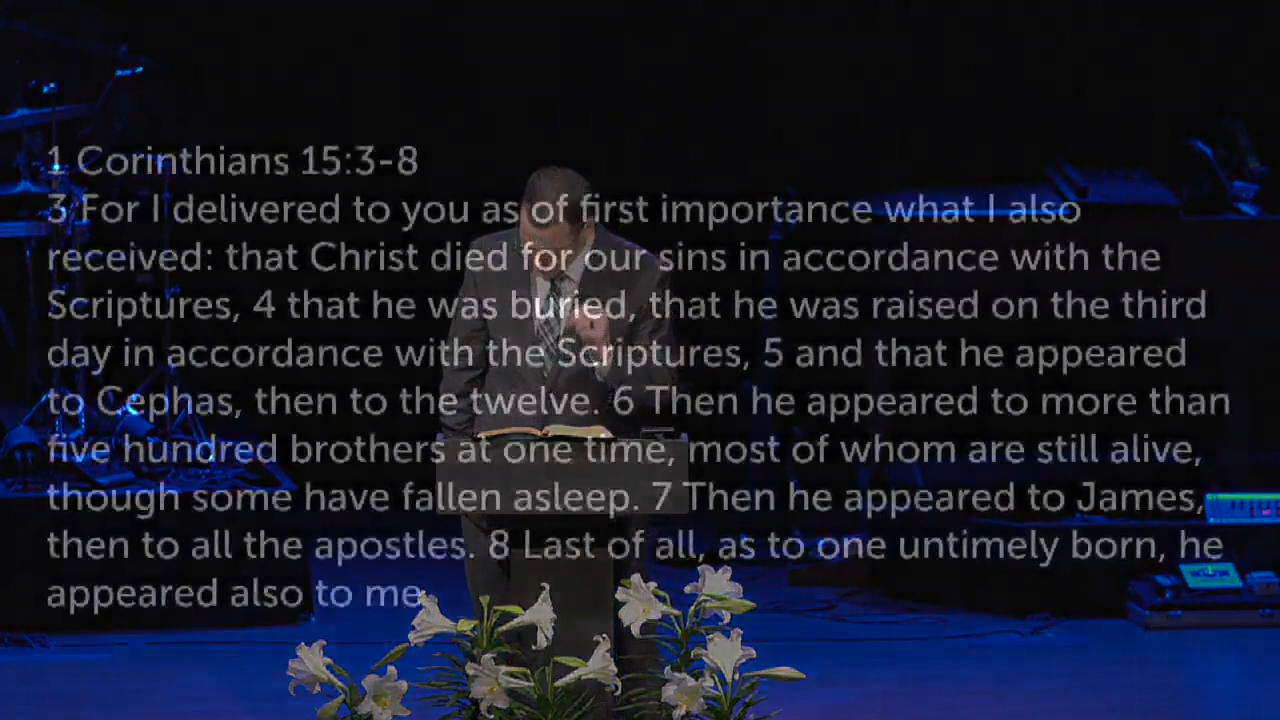 1 Corinthians 15:3-8
3 For I delivered to you as of first importance what I also
received: that Christ died for our sins in accordance with the
Scriptures, 4 that he was buried, that he was raised on the third
day in accordance with the Scriptures, 5 and that he appeared
to Cephas, then to the twelve. 6 Then he appeared to more than
five hundred brothers at one time, most of whom are still alive,
though some have fallen asleep. 7 Then he appeared to James,
then to all the apostles. 8 Last of all, as to one untimely born, he
appeared also to me.